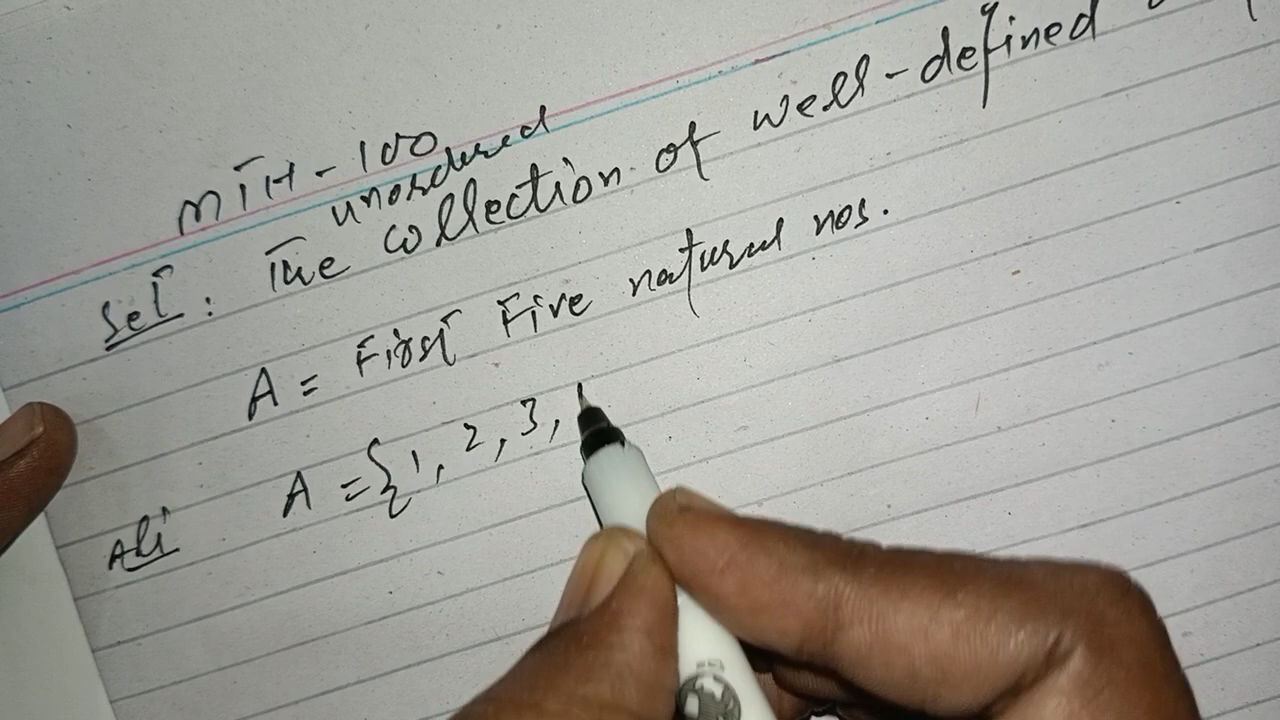 MTH-100
unordered
Set: The collection of well-defined
A = First Five natural nos.
A = {1, 2, 3,
Ali